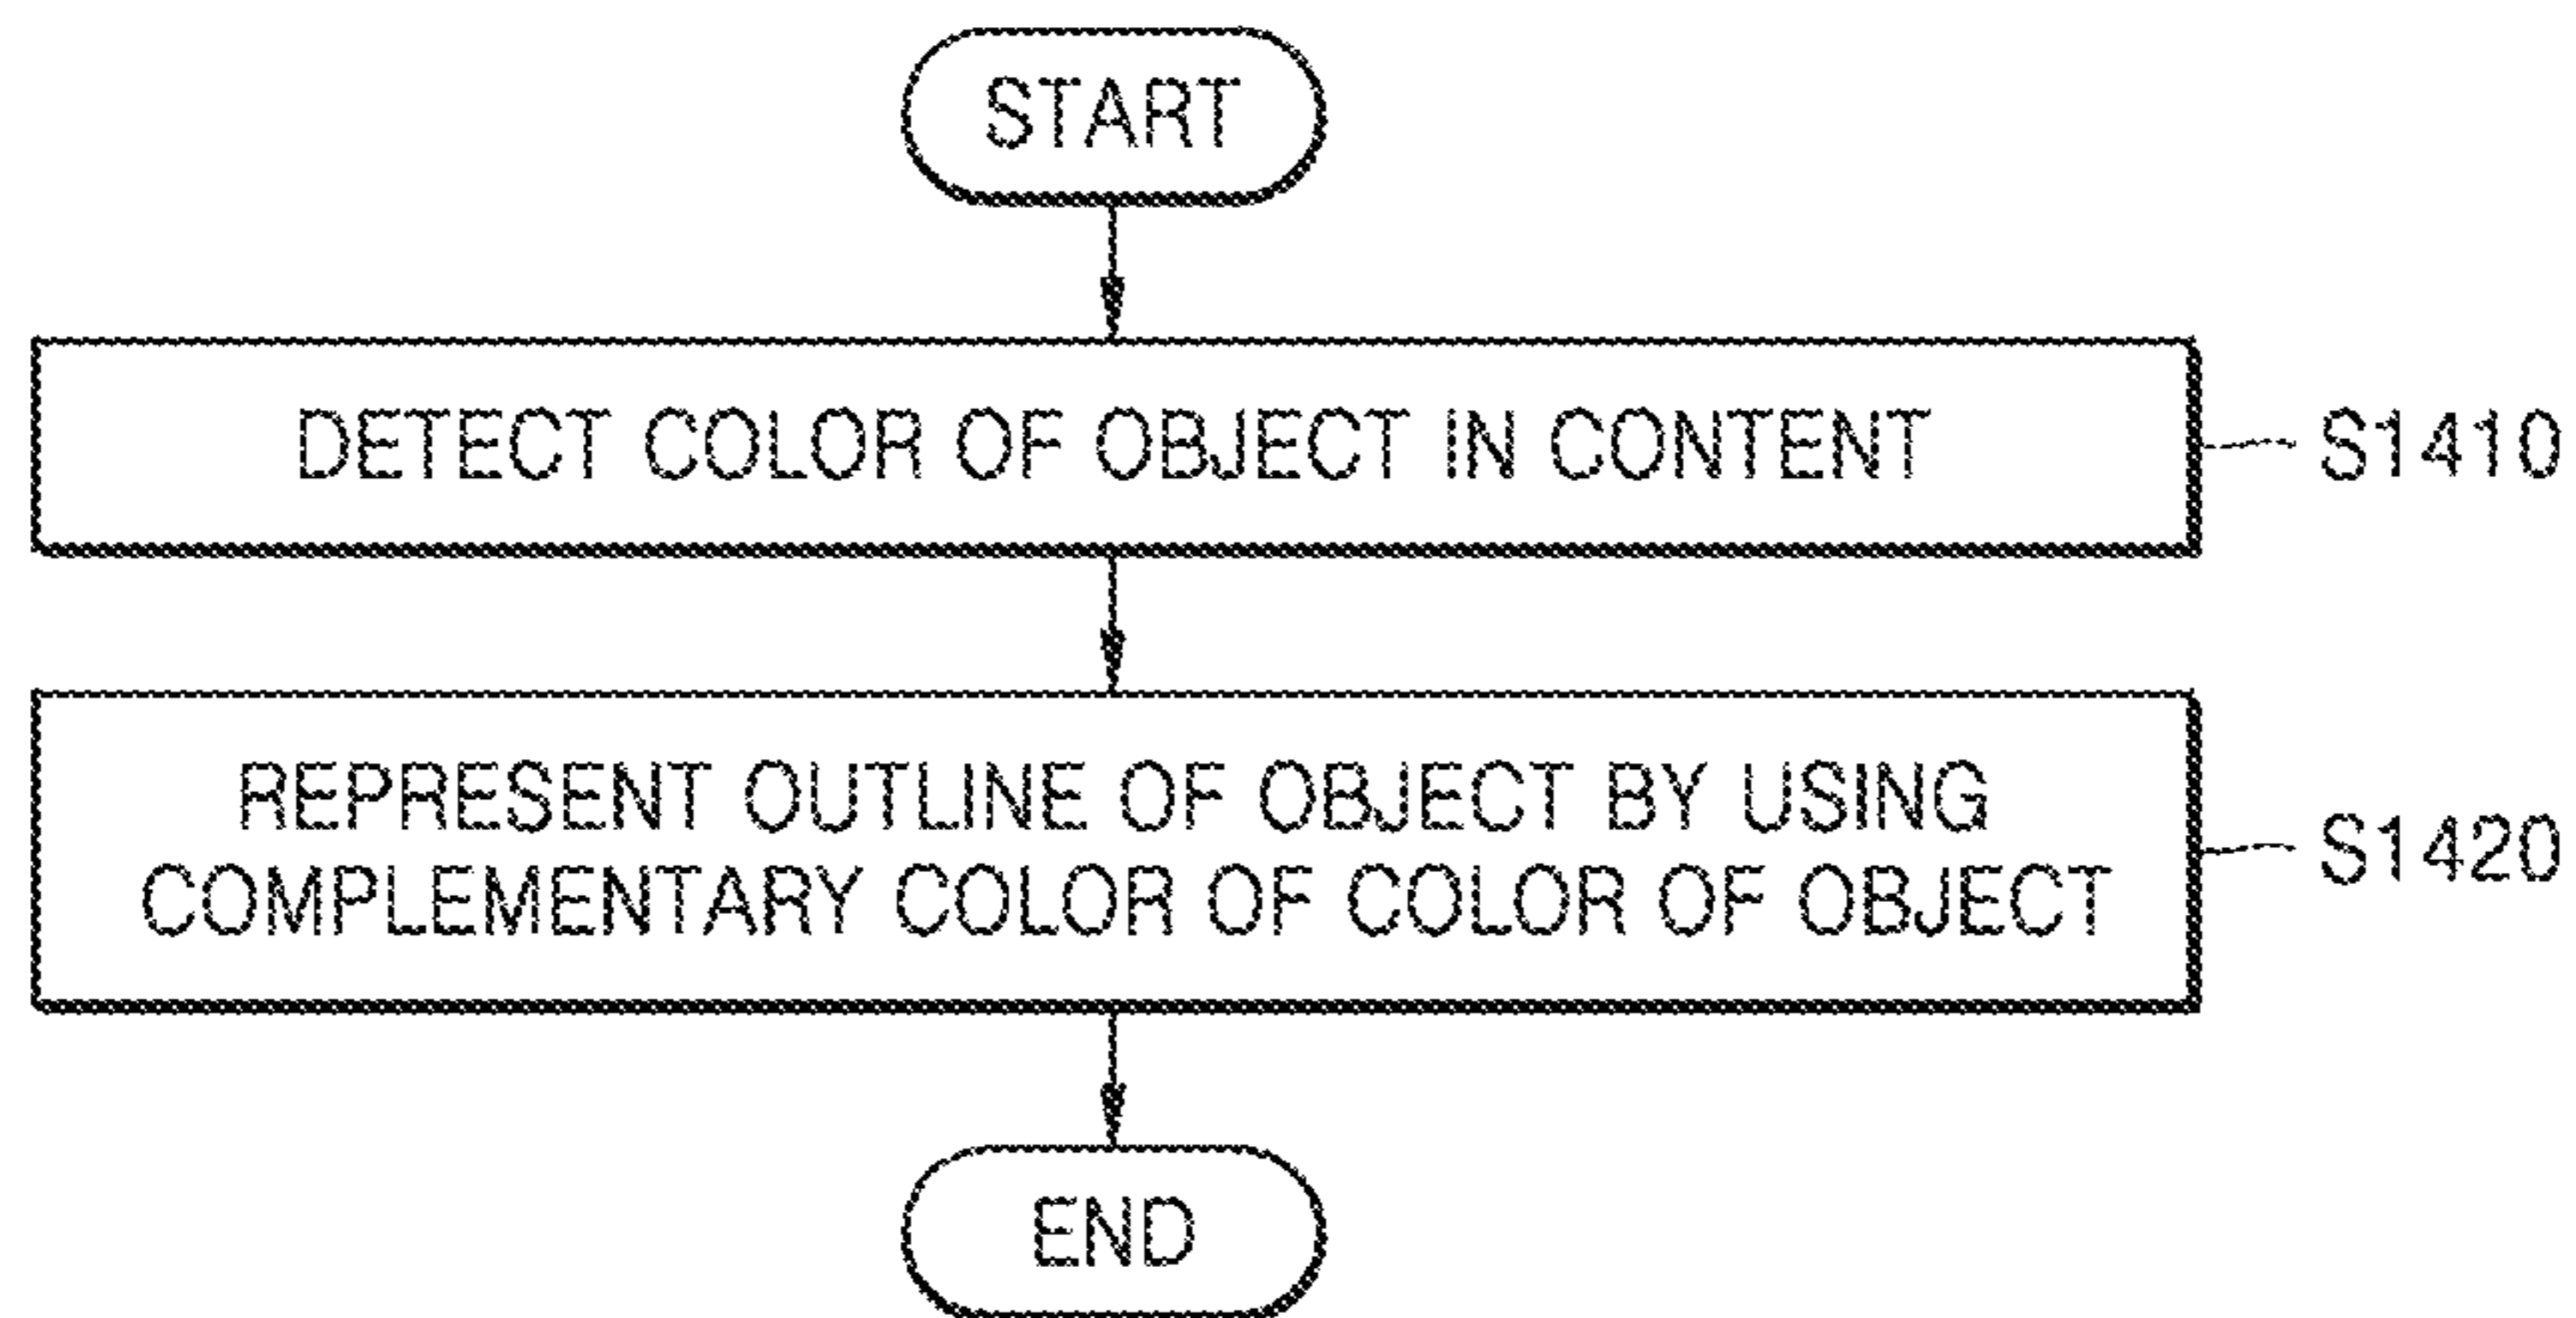 START
DETECT COLOR OF OBJECT IN CONTENT
S1410
REPRESENT OUTLINE OF OBJECT BY USING
COMPLEMENTARY COLOR OF COLOR OF OBJECT
S1420
END